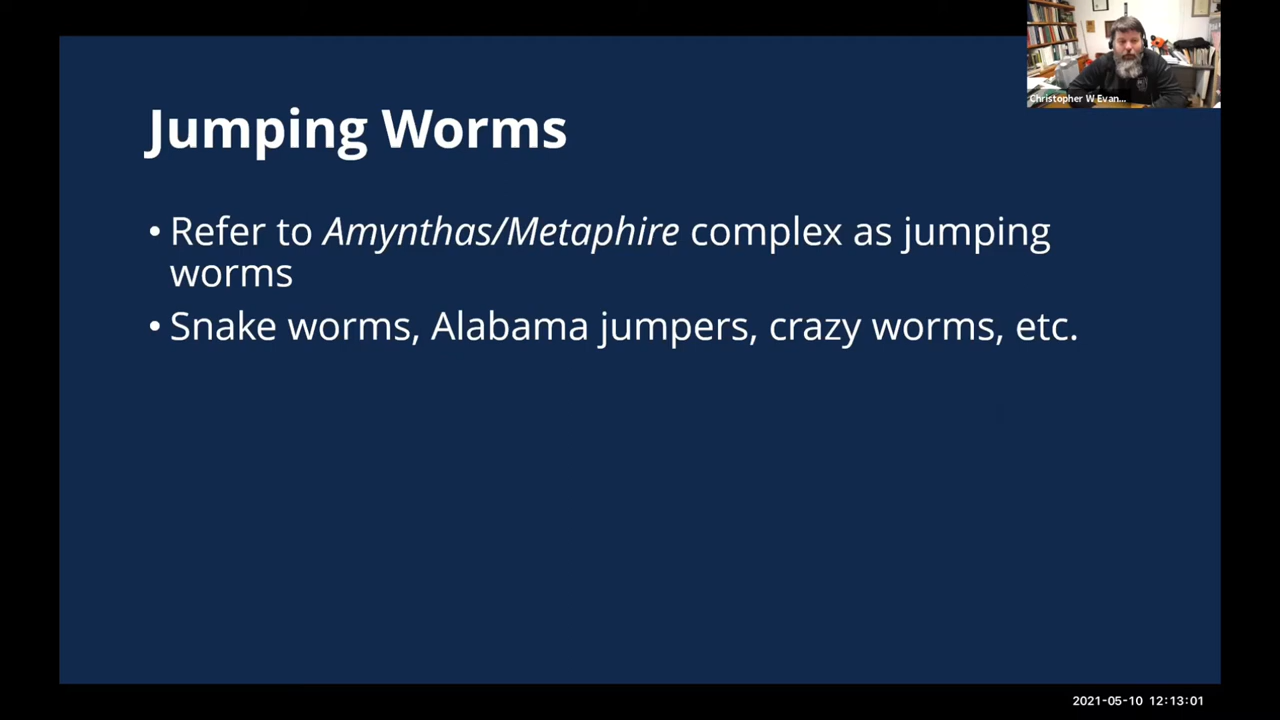 Christopher W Evan...
Jumping Worms
• Refer to Amynthas/Metaphire complex as jumping
worms
• Snake worms, Alabama jumpers, crazy worms, etc.
2021-05-10 12:13:01